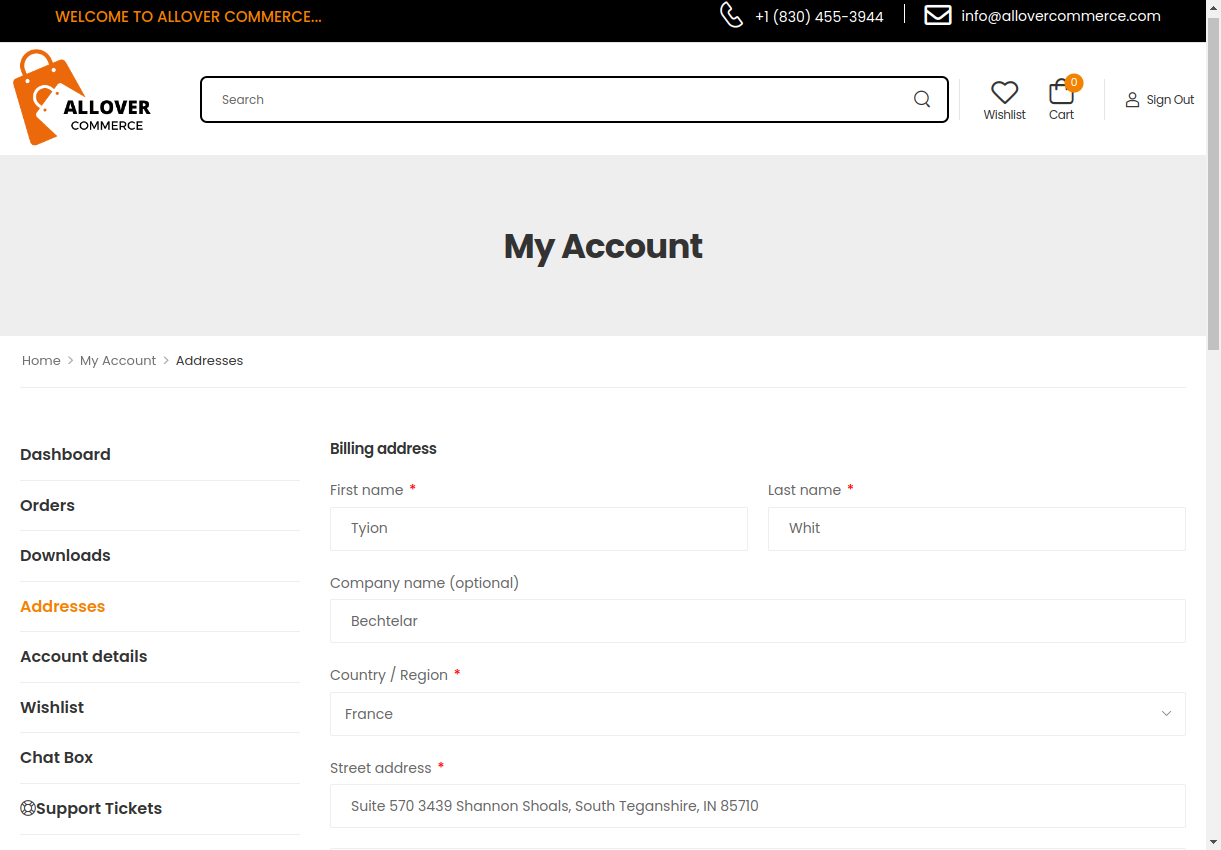 WELCOME TO ALLOVER COMMERCE...
+1 (830) 455-3944
info@allovercommerce.com
ALLOVER
COMMERCE
Search
Wishlist
0
Cart
Sign Out
My Account
Home > My Account > Addresses
Dashboard
Orders
Downloads
Addresses
Account details
Wishlist
Chat Box
Support Tickets
Billing address
First name *
Tyion
Last name *
Whit
Company name (optional)
Bechtelar
Country / Region *
France
Street address *
Suite 570 3439 Shannon Shoals, South Teganshire, IN 85710